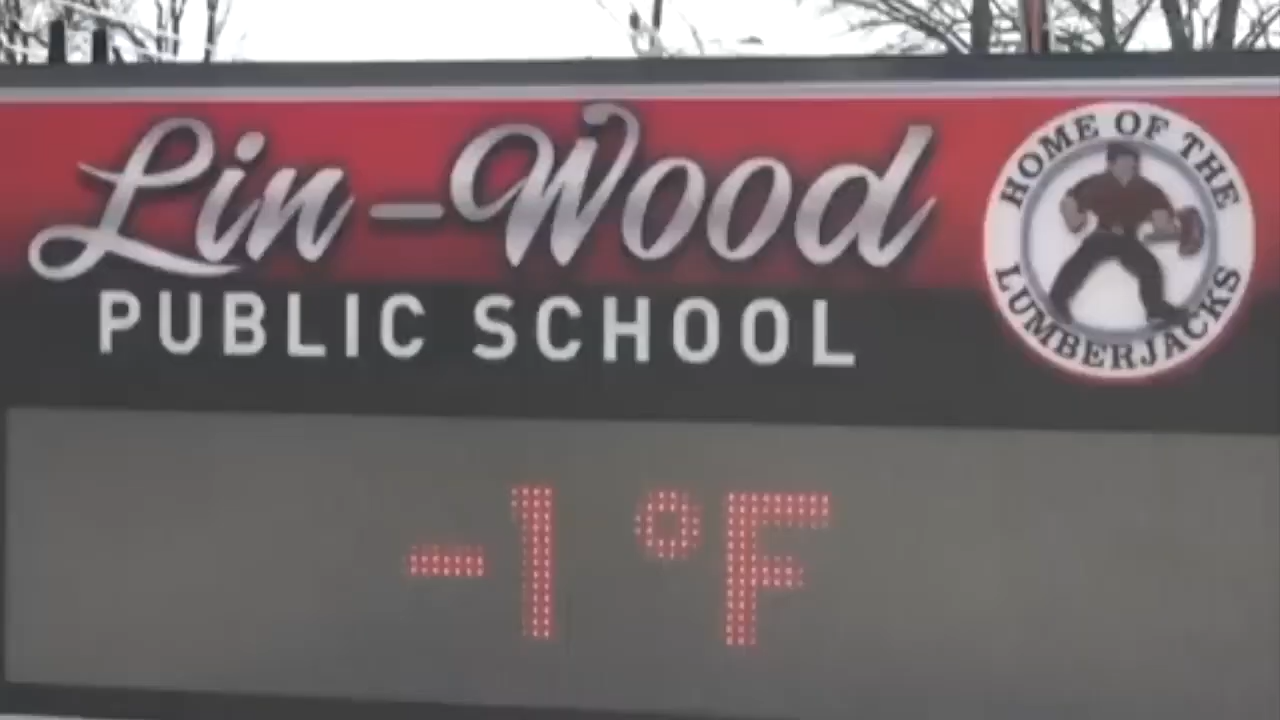 Lin-Wood
PUBLIC SCHOOL
HOME OF THE
LUMBERJACKS
-1 °F